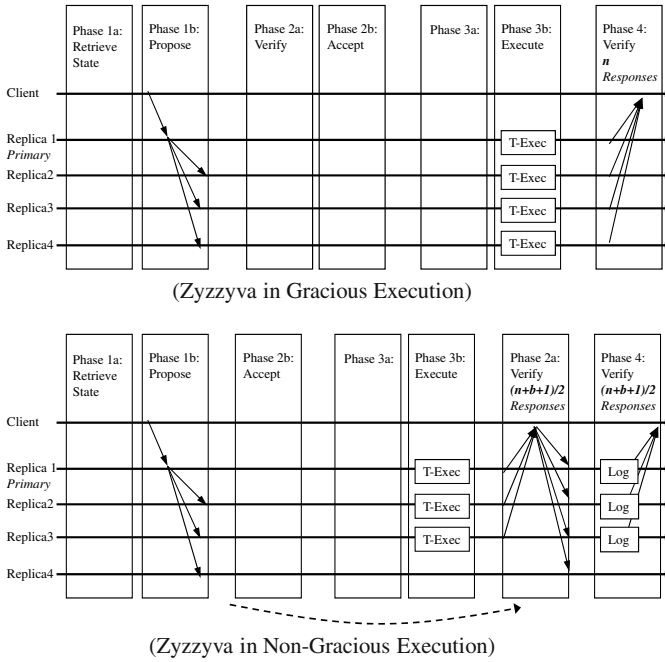 Phase 1a:
Retrieve
State
Phase 1b:
Propose
Phase 2a:
Verify
Phase 2b:
Accept
Phase 3a:
Phase 3b:
Execute
Phase 4:
Verify
n
Responses
Client
Replica 1
Primary
T-Exec
Replica2
T-Exec
Replica3
T-Exec
Replica4
T-Exec
(Zyzzyva in Gracious Execution)
Phase 1a:
Retrieve
State
Phase 1b:
Propose
Phase 2b:
Accept
Phase 3a:
Phase 3b:
Execute
Phase 2a:
Verify
(n+b+1)/2
Responses
Phase 4:
Verify
(n+b+1)/2
Responses
Client
Replica 1
Primary
T-Exec
Log
Replica2
T-Exec
Log
Replica3
T-Exec
Log
Replica4
(Zyzzyva in Non-Gracious Execution)